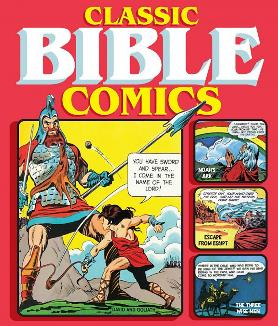 CLASSIC
BIBLE
COMICS
YOU HAVE SWORD
AND SPEAR...
I COME IN
THE NAME
OF THE
LORD!
DAVID AND GOLIATH
NOAH'S
ARK
ESCAPE
FROM EGYPT
THE THREE
WISE MEN